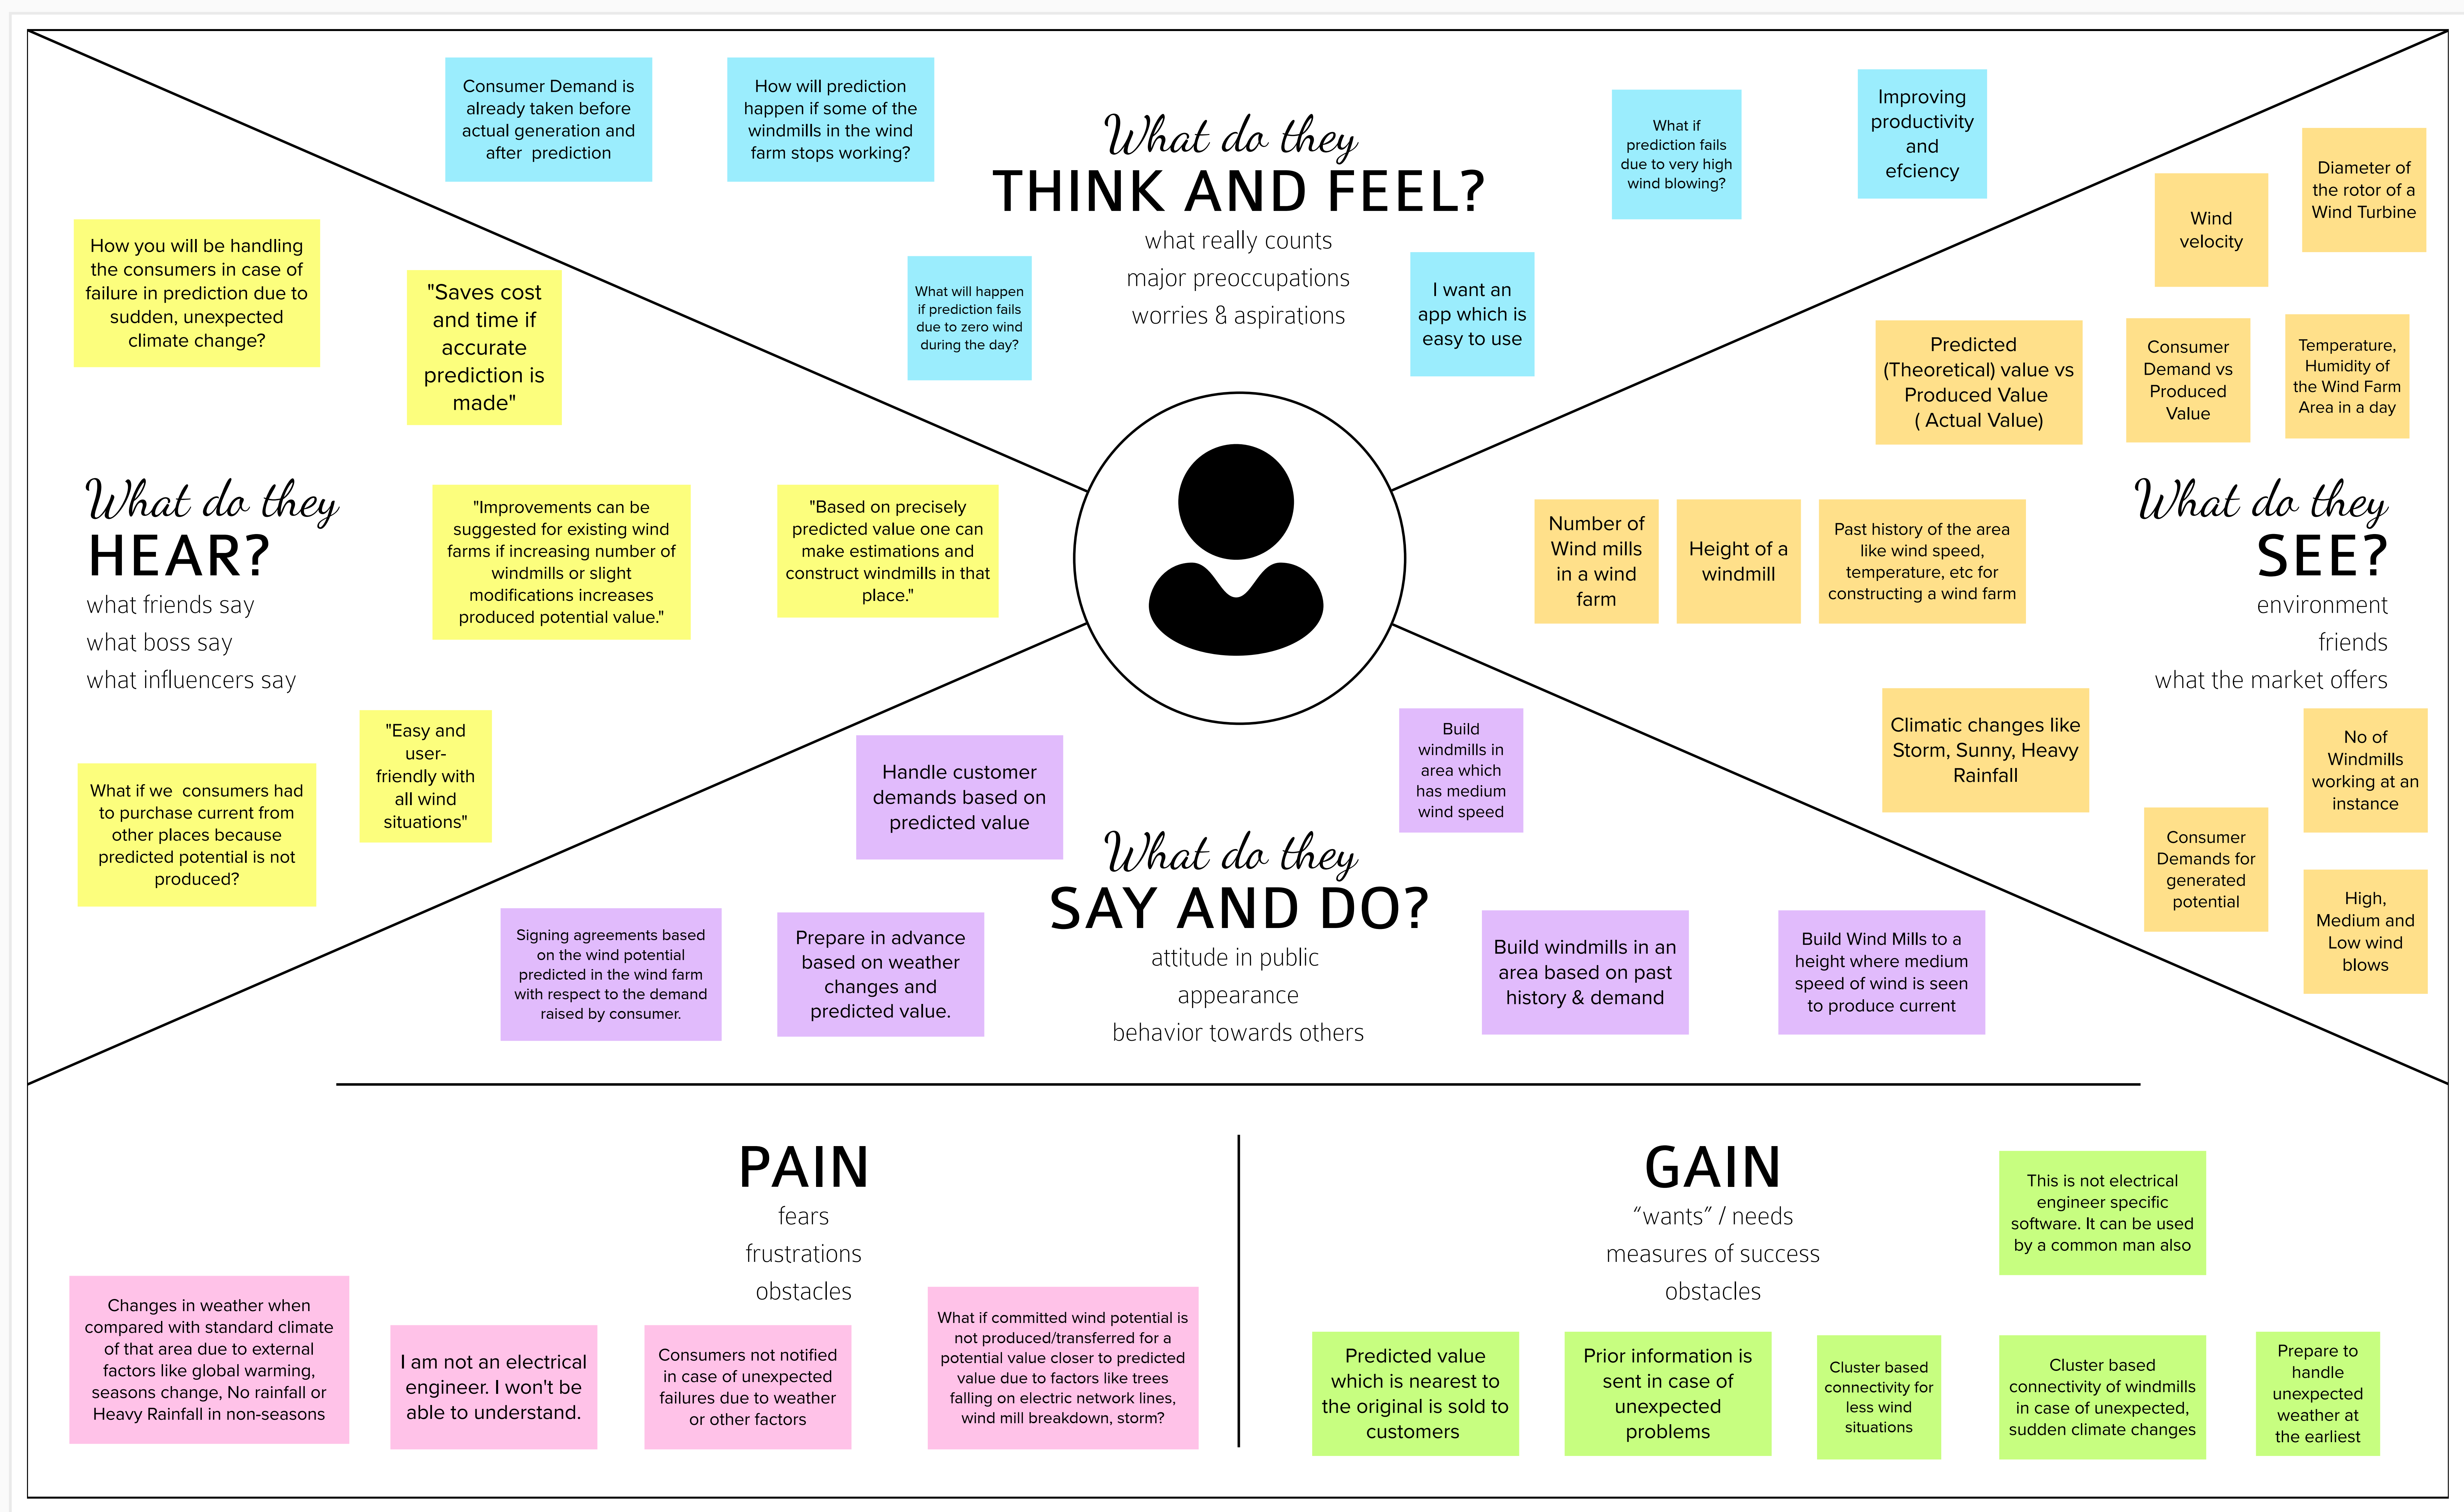 Consumer Demand is
already taken before
actual generation and
after  prediction
How will prediction
happen if some of the
windmills in the wind
farm stops working?
What do they
THINK AND FEEL?
what really counts
major preoccupations
worries & aspirations
What will happen
if prediction fails
due to zero wind
during the day?
I want an
app which is
easy to use
What if
prediction fails
due to very high
wind blowing?
Improving
productivity
and
efciency
How you will be handling
the consumers in case of
failure in prediction due to
sudden, unexpected
climate change?
"Saves cost
and time if
accurate
prediction is
made"
What do they
HEAR?
what friends say
what boss say
what influencers say
"Improvements can be
suggested for existing wind
farms if increasing number of
windmills or slight
modifications increases
produced potential value."
"Based on precisely
predicted value one can
make estimations and
construct windmills in that
place."
"Easy and
user-
friendly with
all wind
situations"
What if we  consumers had
to purchase current from
other places because
predicted potential is not
produced?
Wind
velocity
Diameter of
the rotor of a
Wind Turbine
Predicted
(Theoretical) value vs
Produced Value
( Actual Value)
Consumer
Demand vs
Produced
Value
Temperature,
Humidity of
the Wind Farm
Area in a day
Number of
Wind mills
in a wind
farm
Height of a
windmill
Past history of the area
like wind speed,
temperature, etc for
constructing a wind farm
What do they
SEE?
environment
friends
what the market offers
Climatic changes like
Storm, Sunny, Heavy
Rainfall
No of
Windmills
working at an
instance
Consumer
Demands for
generated
potential
High,
Medium and
Low wind
blows
Handle customer
demands based on
predicted value
Build
windmills in
area which
has medium
wind speed
What do they
SAY AND DO?
attitude in public
appearance
behavior towards others
Signing agreements based
on the wind potential
predicted in the wind farm
with respect to the demand
raised by consumer.
Prepare in advance
based on weather
changes and
predicted value.
Build windmills in an
area based on past
history & demand
Build Wind Mills to a
height where medium
speed of wind is seen
to produce current
PAIN
fears
frustrations
obstacles
Changes in weather when
compared with standard climate
of that area due to external
factors like global warming,
seasons change, No rainfall or
Heavy Rainfall in non-seasons
I am not an electrical
engineer. I won't be
able to understand.
Consumers not notified
in case of unexpected
failures due to weather
or other factors
What if committed wind potential is
not produced/transferred for a
potential value closer to predicted
value due to factors like trees
falling on electric network lines,
wind mill breakdown, storm?
GAIN
“wants” / needs
measures of success
obstacles
This is not electrical
engineer specific
software. It can be used
by a common man also
Predicted value
which is nearest to
the original is sold to
customers
Prior information is
sent in case of
unexpected
problems
Cluster based
connectivity for
less wind
situations
Cluster based
connectivity of windmills
in case of unexpected,
sudden climate changes
Prepare to
handle
unexpected
weather at
the earliest